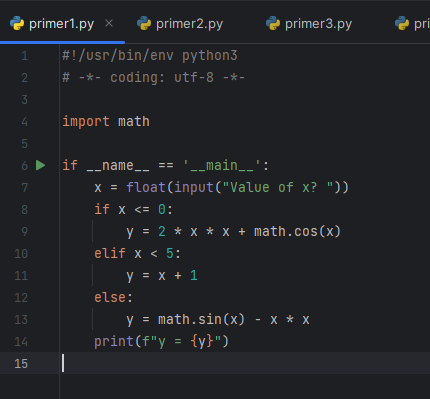 primer1.py primer2.py primer3.py pri
1 #!/usr/bin/env python3
2 # -*- coding: utf-8 -*-
3
4 import math
5
6 if __name__ == '__main__':
7     x = float(input("Value of x? "))
8     if x <= 0:
9         y = 2 * x * x + math.cos(x)
10     elif x < 5:
11         y = x + 1
12     else:
13         y = math.sin(x) - x * x
14     print(f"y = {y}")
15